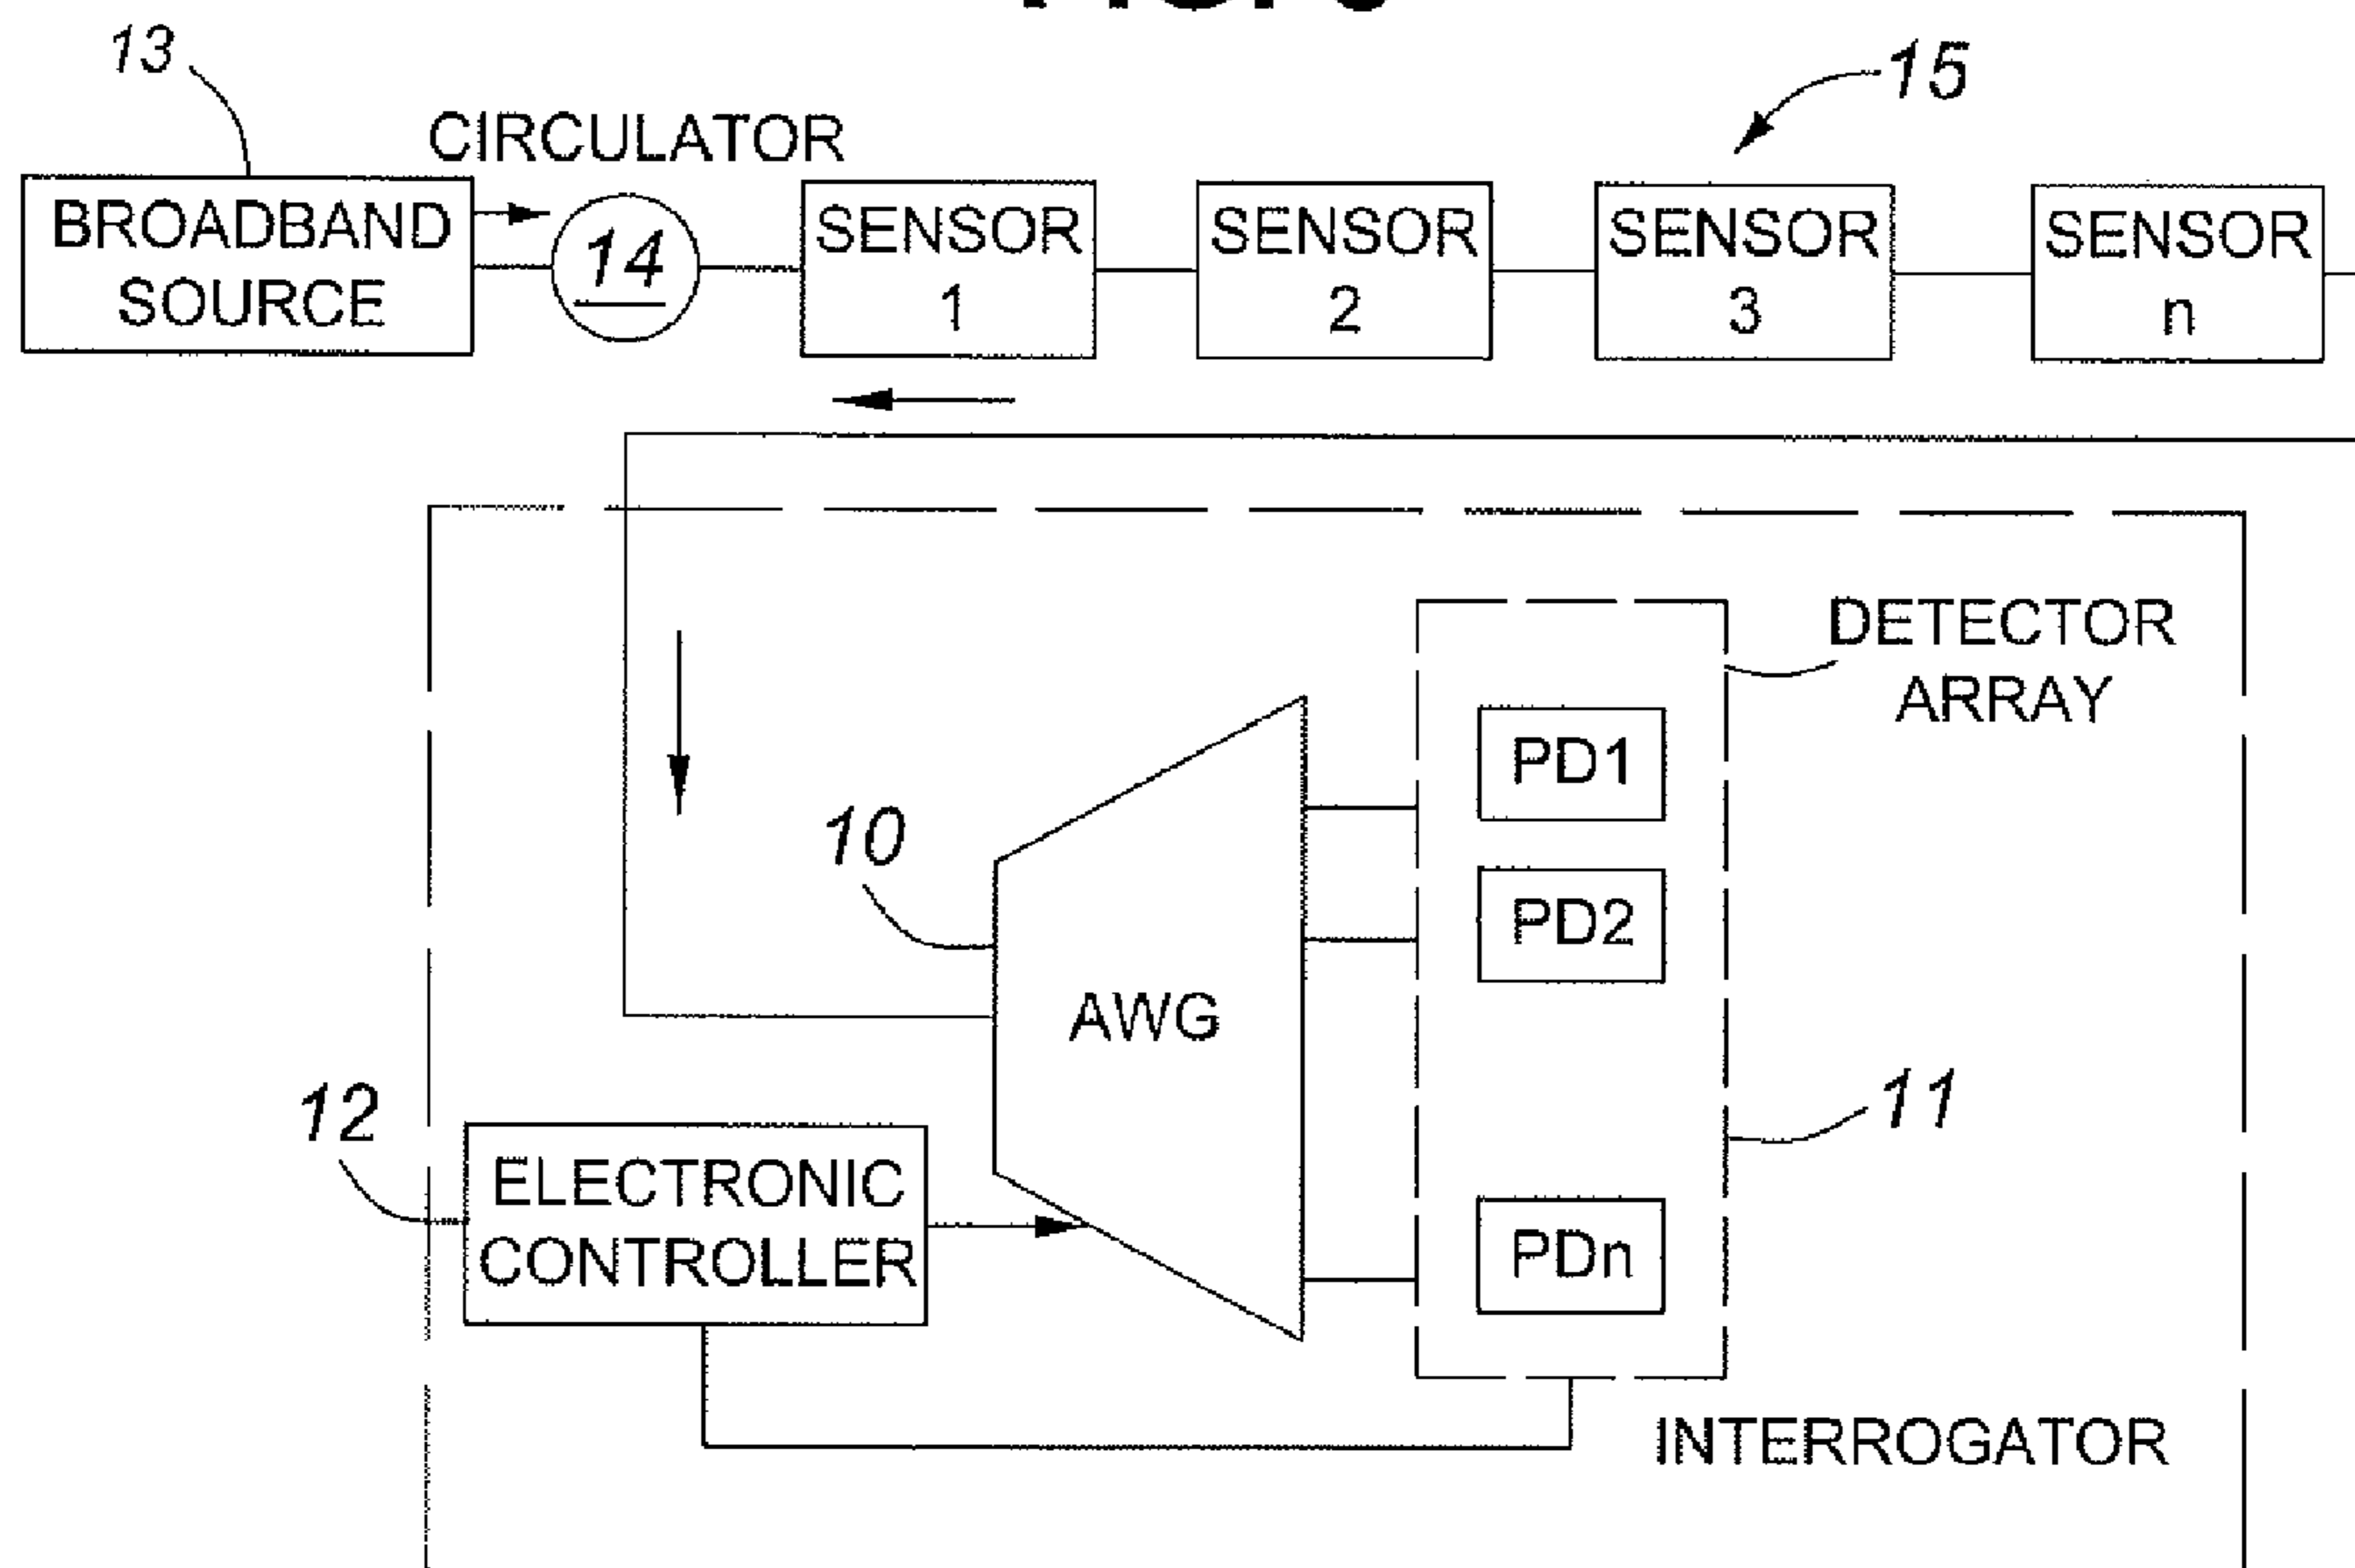 13
15
CIRCULATOR
BROADBAND
SOURCE
14
SENSOR
1
SENSOR
2
SENSOR
3
SENSOR
n
DETECTOR
ARRAY
PD1
10
PD2
AWG
11
12
ELECTRONIC
CONTROLLER
PDn
INTERROGATOR